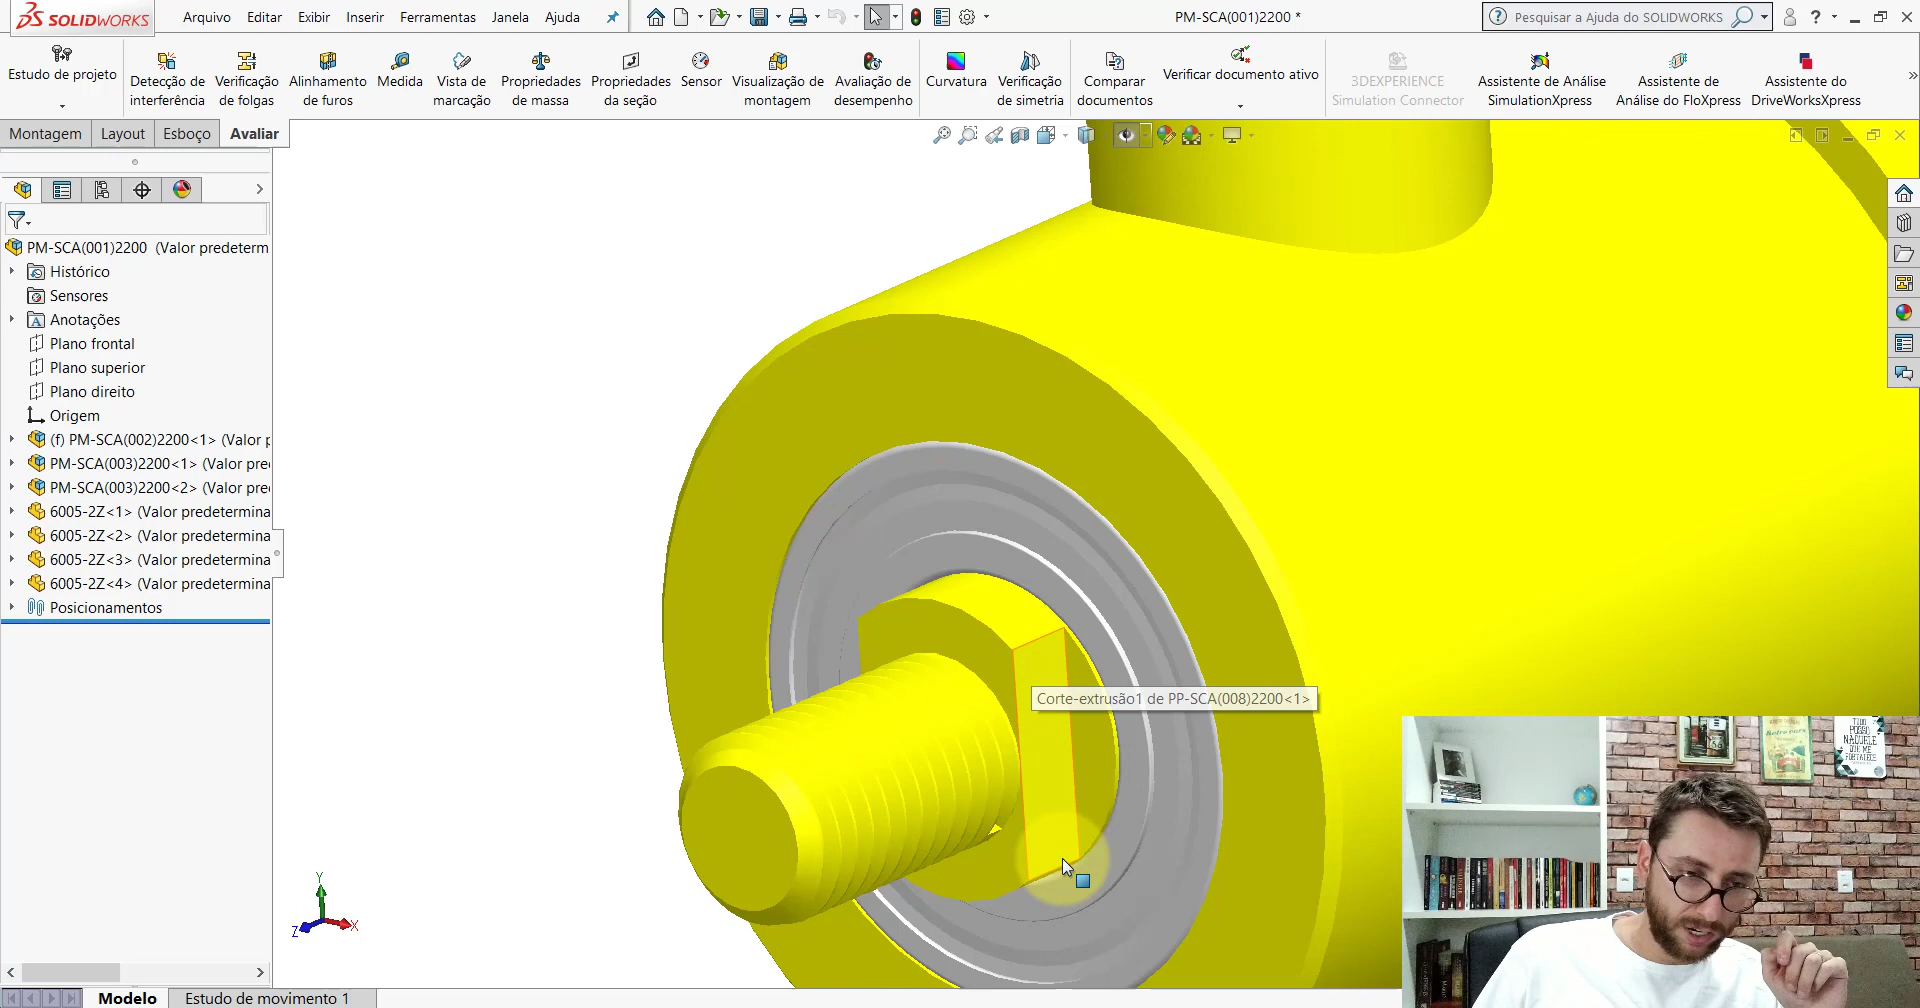 SOLIDWORKS
Arquivo Editar Exibir Inserir Ferramentas Janela Ajuda
PM-SCA(001)2200 *
Pesquisar a Ajuda do SOLIDWORKS
Estudo de projeto
Detecção de interferência
Verificação de folgas
Alinhamento de furos
Medida
Vista de marcação
Propriedades de massa
Propriedades da seção
Sensor
Visualização de montagem
Avaliação de desempenho
Curvatura
Verificação de simetria
Comparar documentos
Verificar documento ativo
3DEXPERIENCE Simulation Connector
Assistente de Análise SimulationXpress
Assistente de Análise do FloXpress
Assistente do DriveWorksXpress
Montagem Layout Esboço Avaliar
PM-SCA(001)2200 (Valor predeterm
Histórico
Sensores
Anotações
Plano frontal
Plano superior
Plano direito
Origem
(f) PM-SCA(002)2200<1> (Valor p
PM-SCA(003)2200<1> (Valor pre
PM-SCA(003)2200<2> (Valor pre
6005-2Z<1> (Valor predetermina
6005-2Z<2> (Valor predetermina
6005-2Z<3> (Valor predetermina
6005-2Z<4> (Valor predetermina
Posicionamentos
Corte-extrusão1 de PP-SCA(008)2200<1>
Y
X
Z
TUDO
POSSO
NAQUELE
QUE ME
FORTALECE
Modelo Estudo de movimento 1